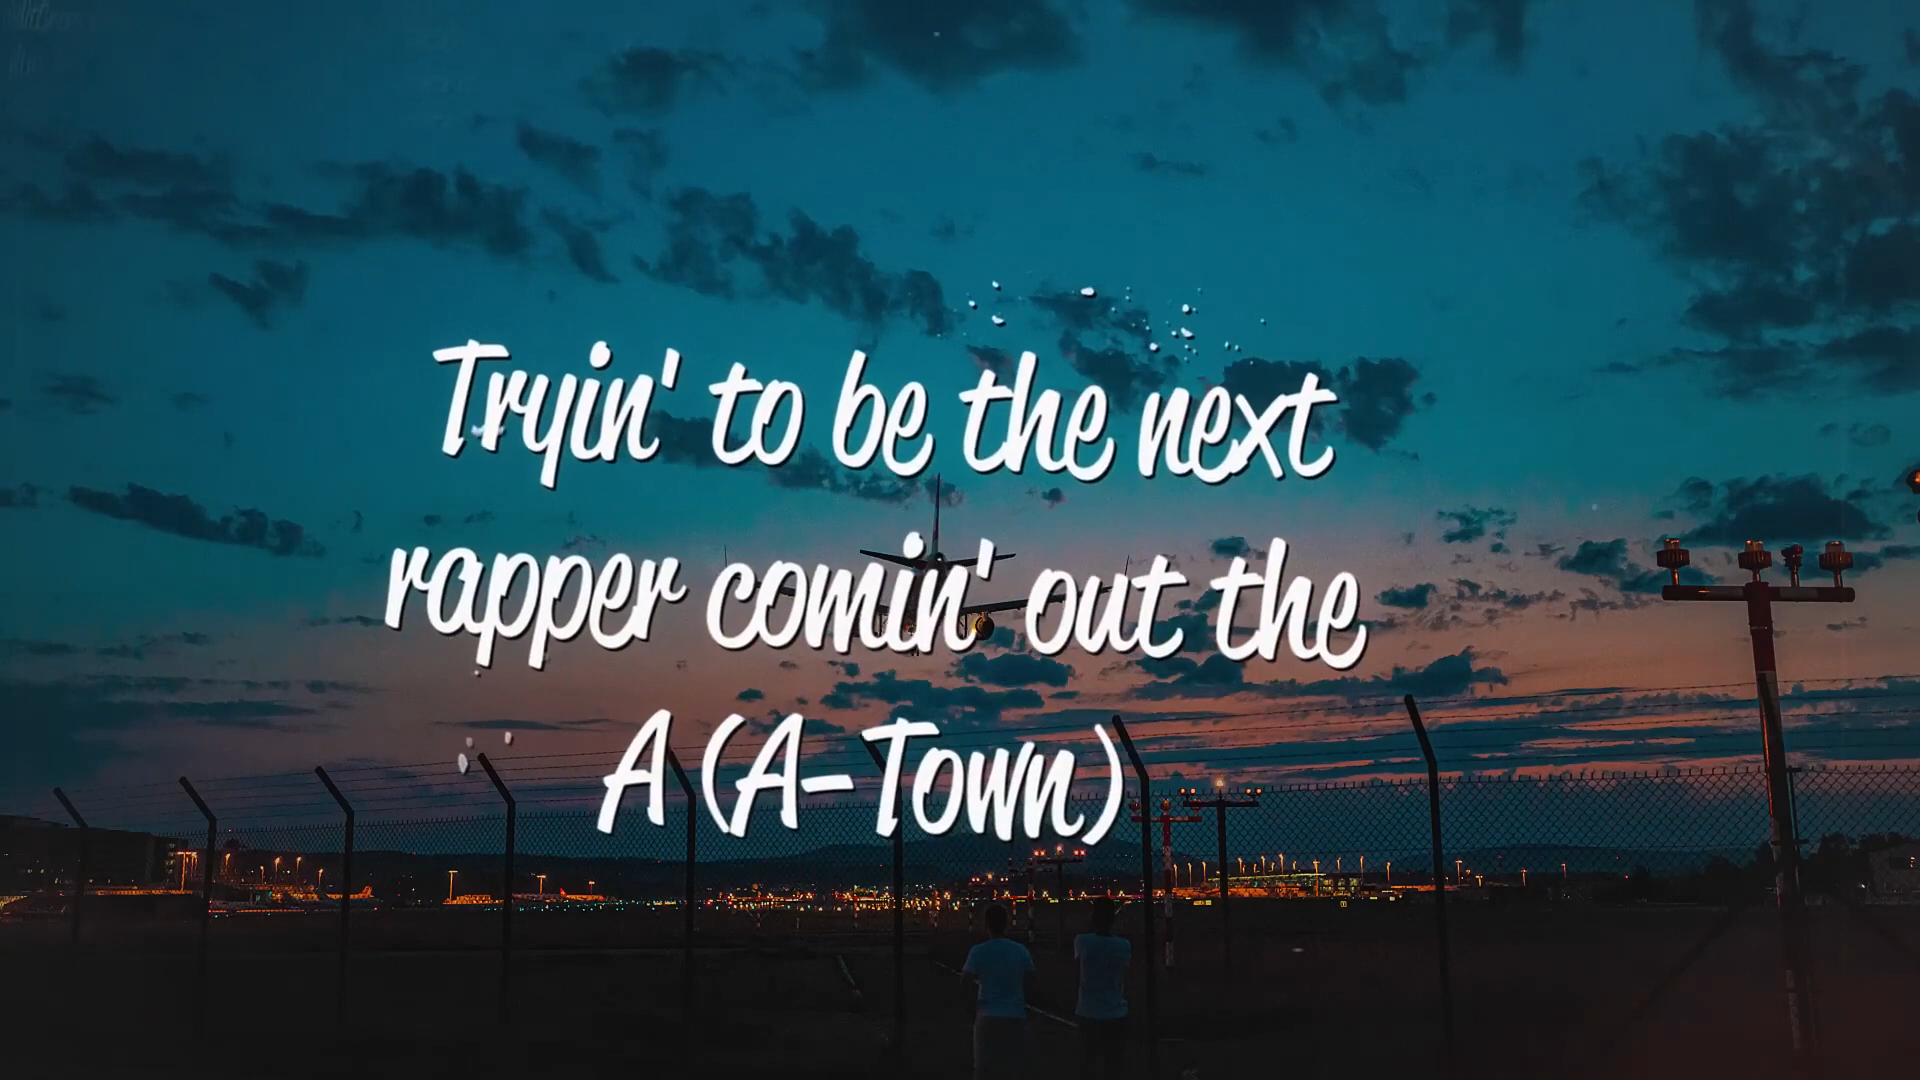 Tryin' to be the next
rapper comin' out the
A (A-Town)